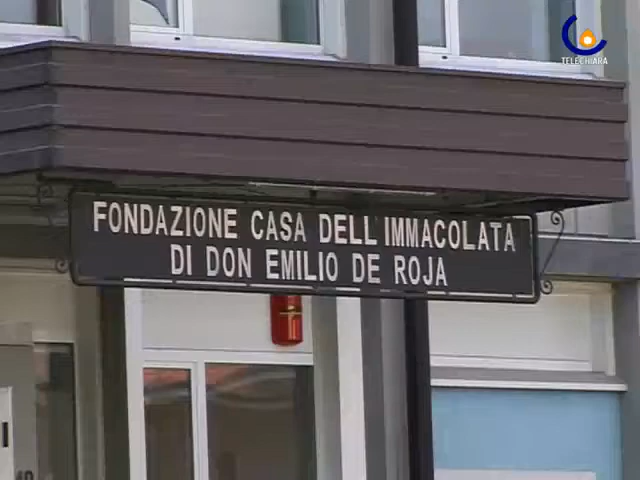 TELECHIARA
FONDAZIONE CASA DELL'IMMACOLATA
DI DON EMILIO DE ROJA